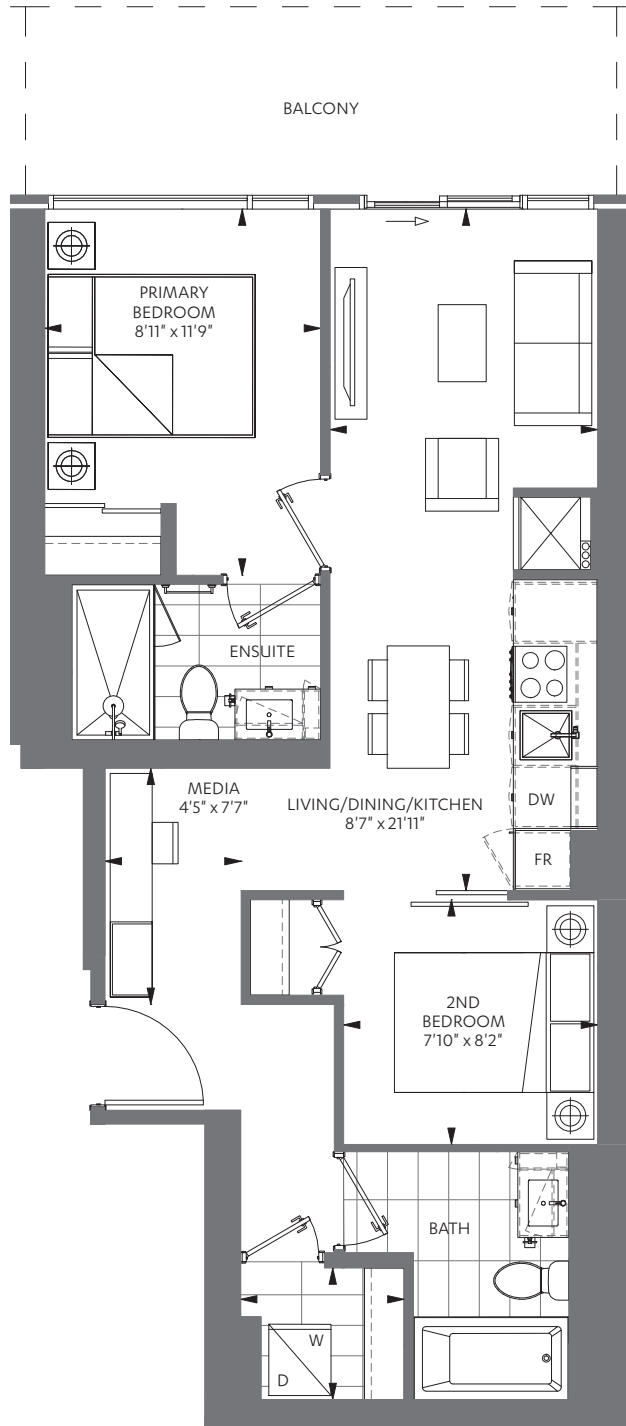 BALCONY
PRIMARY
BEDROOM
8'11" x 11'9"
ENSUITE
MEDIA
4'5" x 7'7"
LIVING/DINING/KITCHEN
8'7" x 21'11"
DW
FR
2ND
BEDROOM
7'10" x 8'2"
BATH
W
D